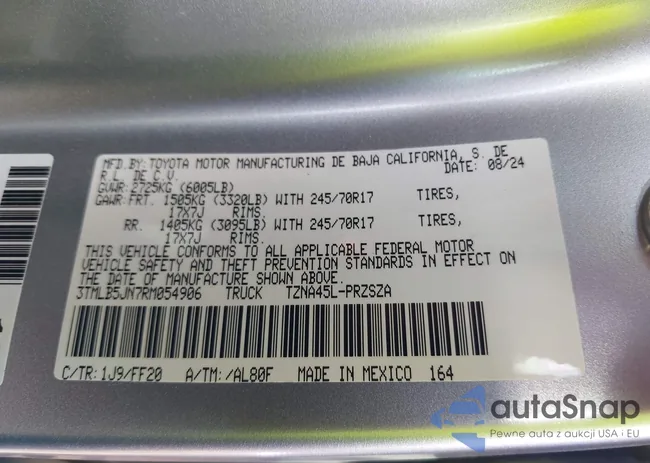 MFD.BY: TOYOTA MOTOR MANUFACTURING DE BAJA CALIFORNIA, S. DE
R.L. DE C.V. DATE: 08/24
GVWR: 2725KG (6005LB)
GAWR: FRT. 1505KG (3320LB) WITH 245/70R17 TIRES,
17X7J RIMS.
RR. 1405KG (3095LB) WITH 245/70R17 TIRES,
17X7J RIMS.
THIS VEHICLE CONFORMS TO ALL APPLICABLE FEDERAL MOTOR
VEHICLE SAFETY AND THEFT PREVENTION STANDARDS IN EFFECT ON
THE DATE OF MANUFACTURE SHOWN ABOVE.
3TMLB5JN7RM054906 TRUCK TZNA45L-PRZSZA
C/TR: 1J9/FF20 A/TM: /AL80F MADE IN MEXICO 164
autaSnap
Pewne auta z aukcji USA i EU